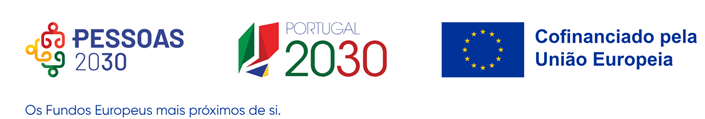 PESSOAS
2030
PORTUGAL
2030
Cofinanciado pela
União Europeia
Os Fundos Europeus mais próximos de si.